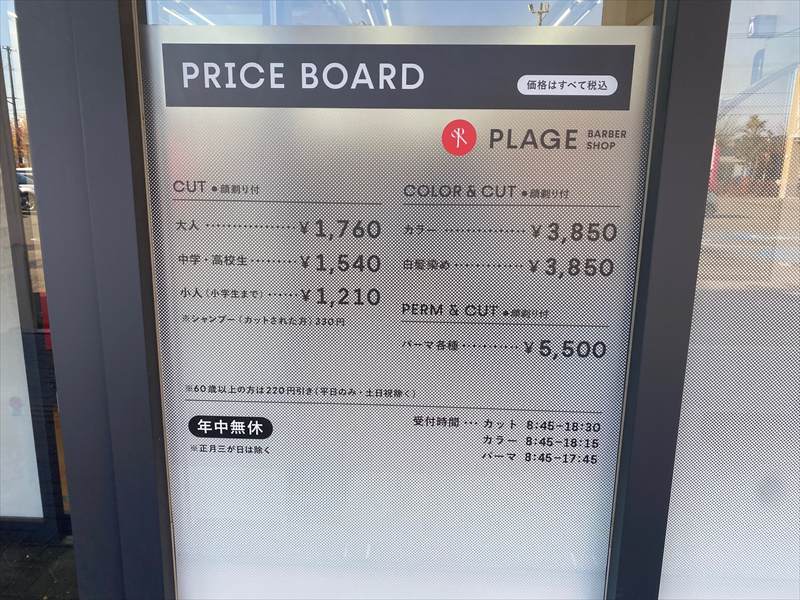 PRICE BOARD
価格はすべて税込
PLAGE BARBER SHOP
CUT ●顔剃り付
大人 ················ ¥1,760
中学・高校生 ········ ¥1,540
小人(小学生まで) ······ ¥1,210
※シャンプー(カットされた方)330円
COLOR & CUT ●顔剃り付
カラー ·············· ¥3,850
白髪染め ············ ¥3,850
PERM & CUT ●顔剃り付
パーマ各種 ·········· ¥5,500
※60歳以上の方は220円引き(平日のみ・土日祝除く)
年中無休
※正月三が日は除く
受付時間 ··· カット 8:45-18:30
カラー 8:45-18:15
パーマ 8:45-17:45